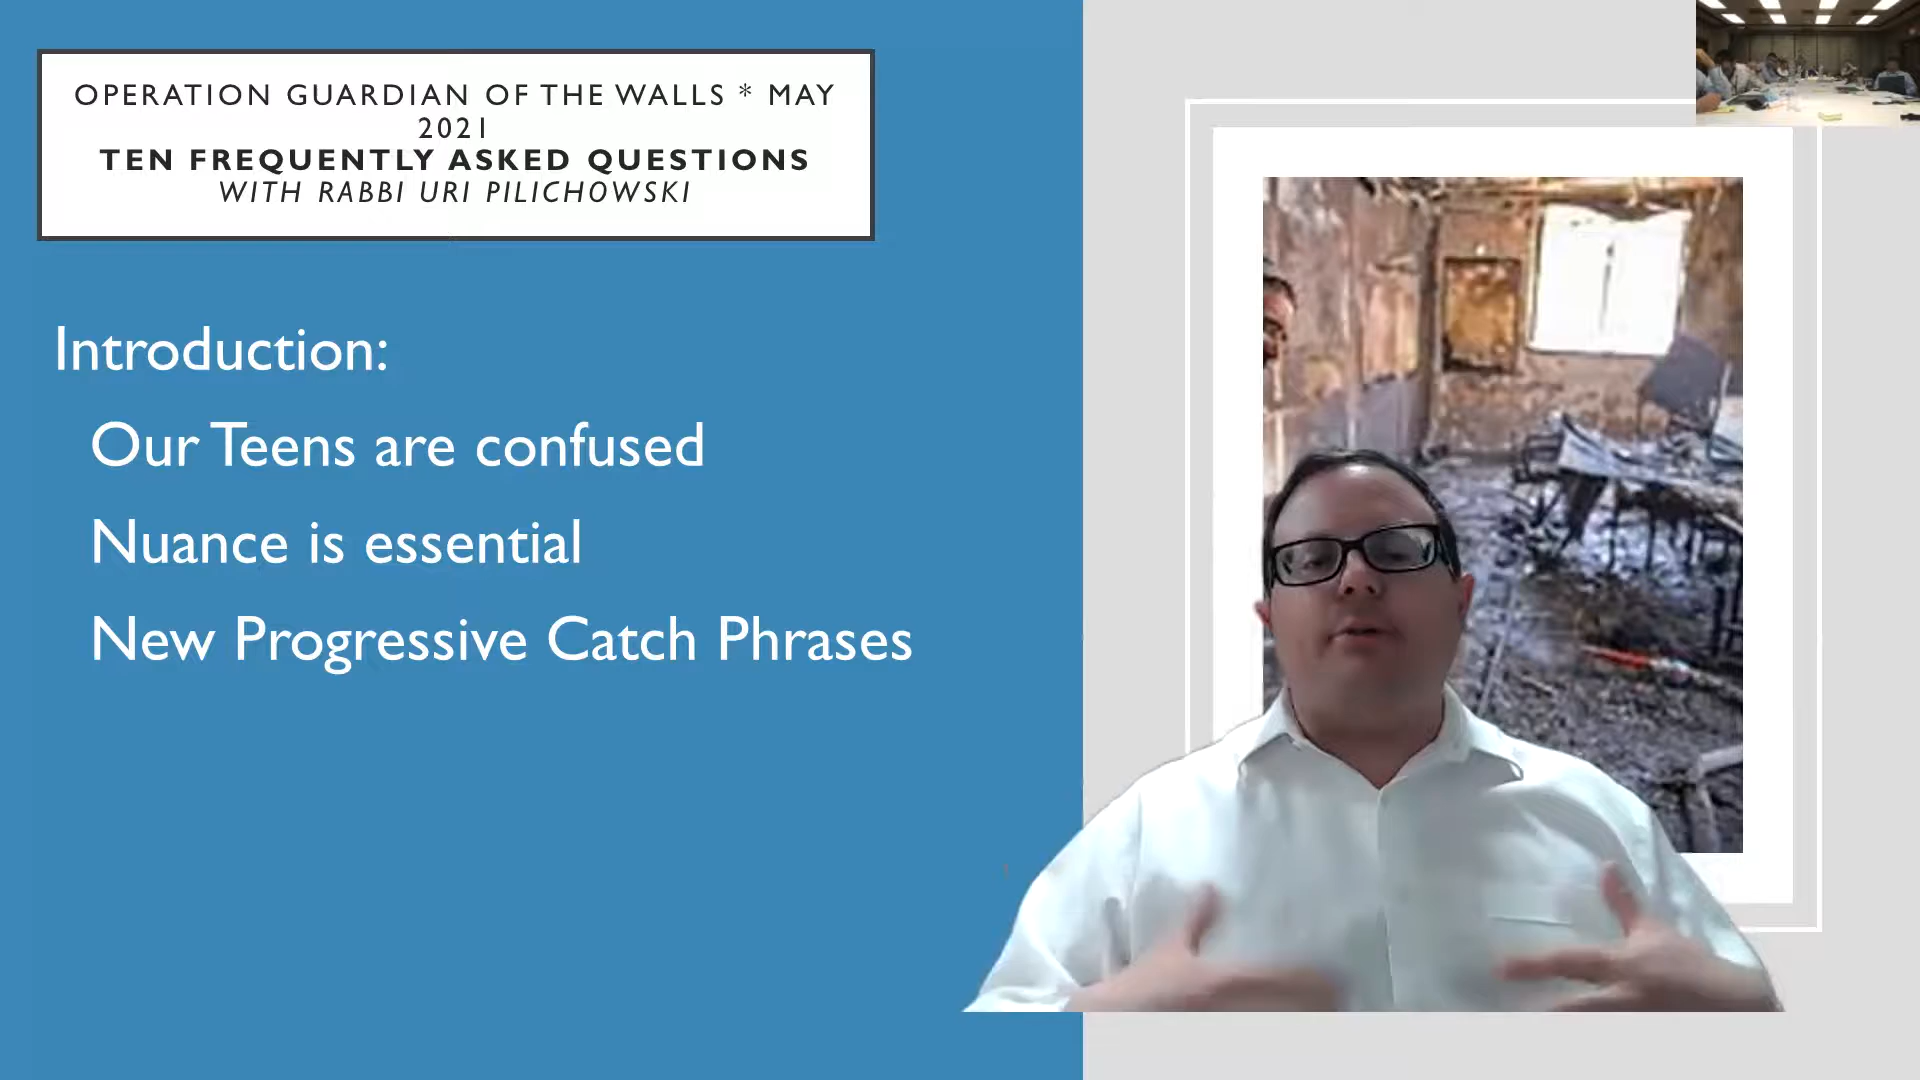 OPERATION GUARDIAN OF THE WALLS * MAY
2021
TEN FREQUENTLY ASKED QUESTIONS
WITH RABBI URI PILICHOWSKI
Introduction:
Our Teens are confused
Nuance is essential
New Progressive Catch Phrases